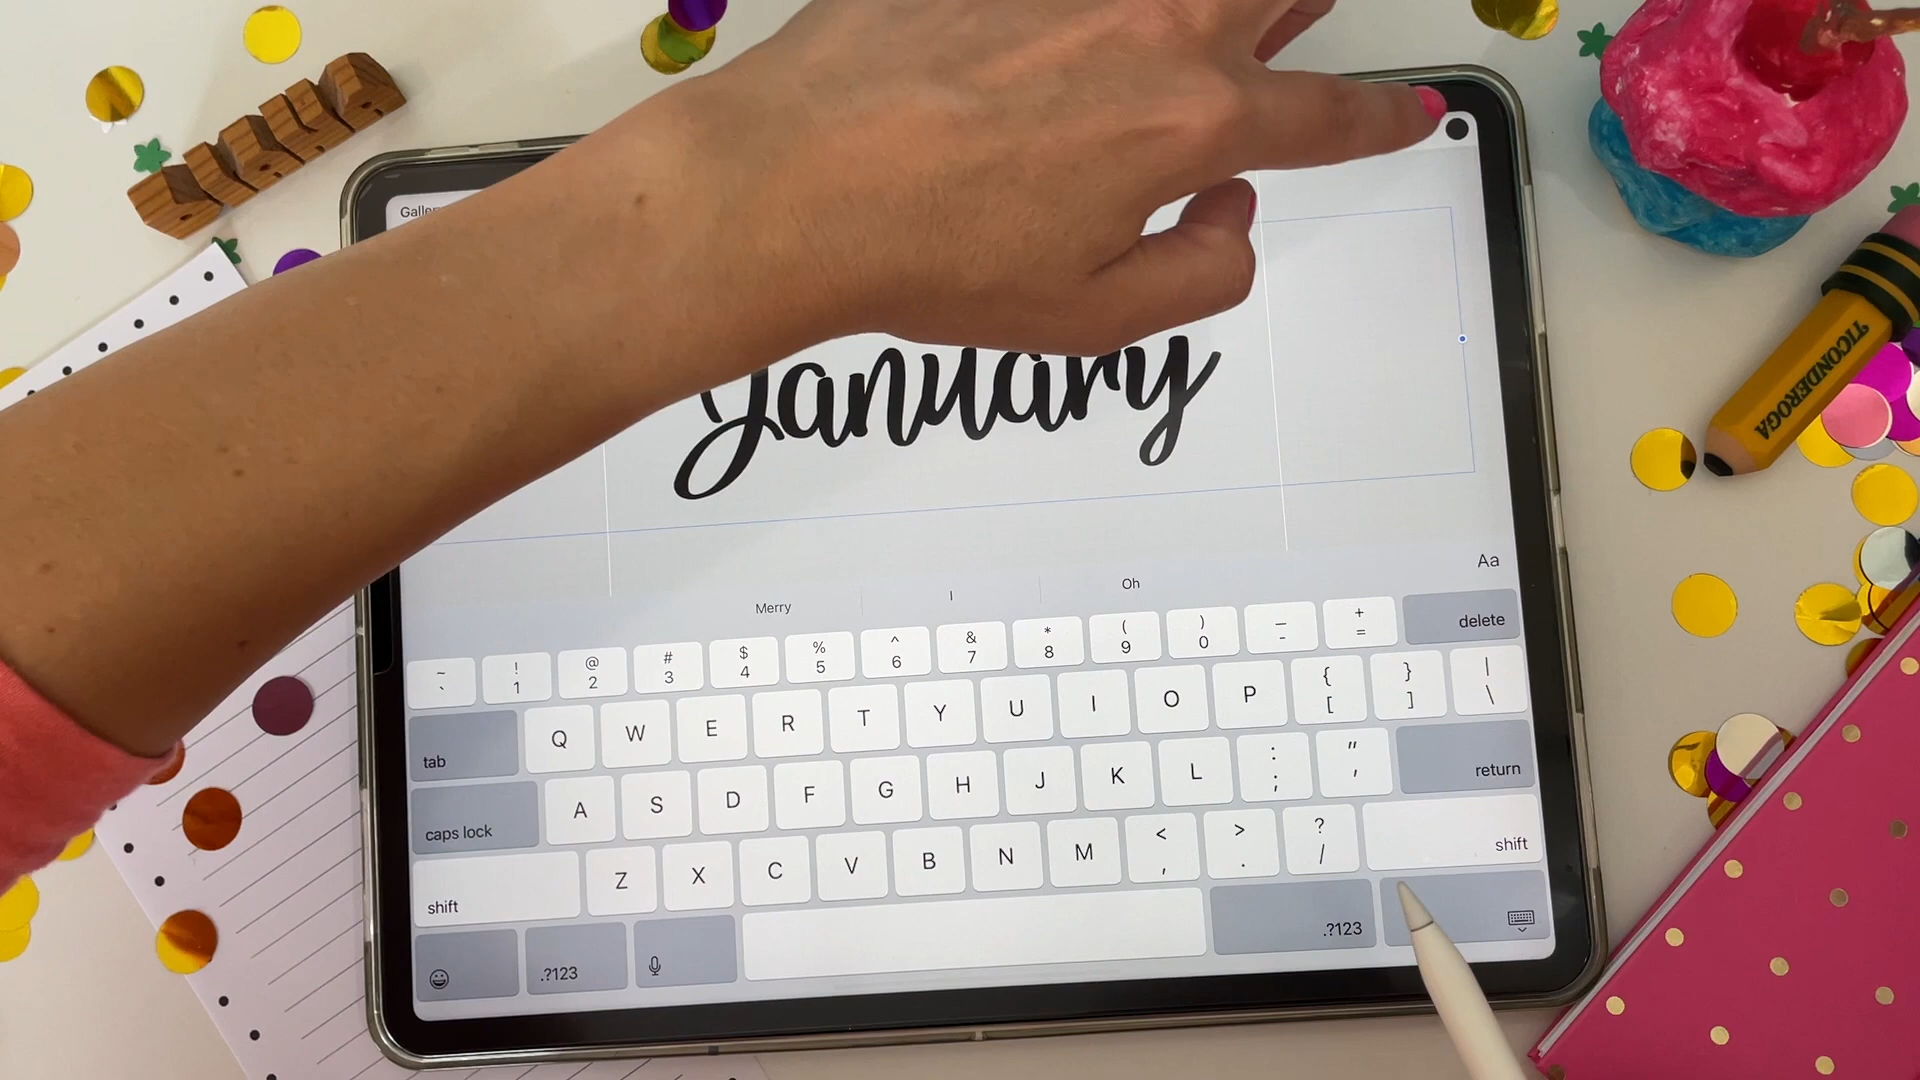 Galler
January
TICONDEROGA
Aa
Merry I Oh
~ ! @ # $ % ^ & * ( ) — +
` 1 2 3 4 5 6 7 8 9 0 - = delete
tab Q W E R T Y U I O P { [ } ] | \
caps lock A S D F G H J K L : ; " ' return
shift Z X C V B N M < , > . ? / shift
.?123 .?123